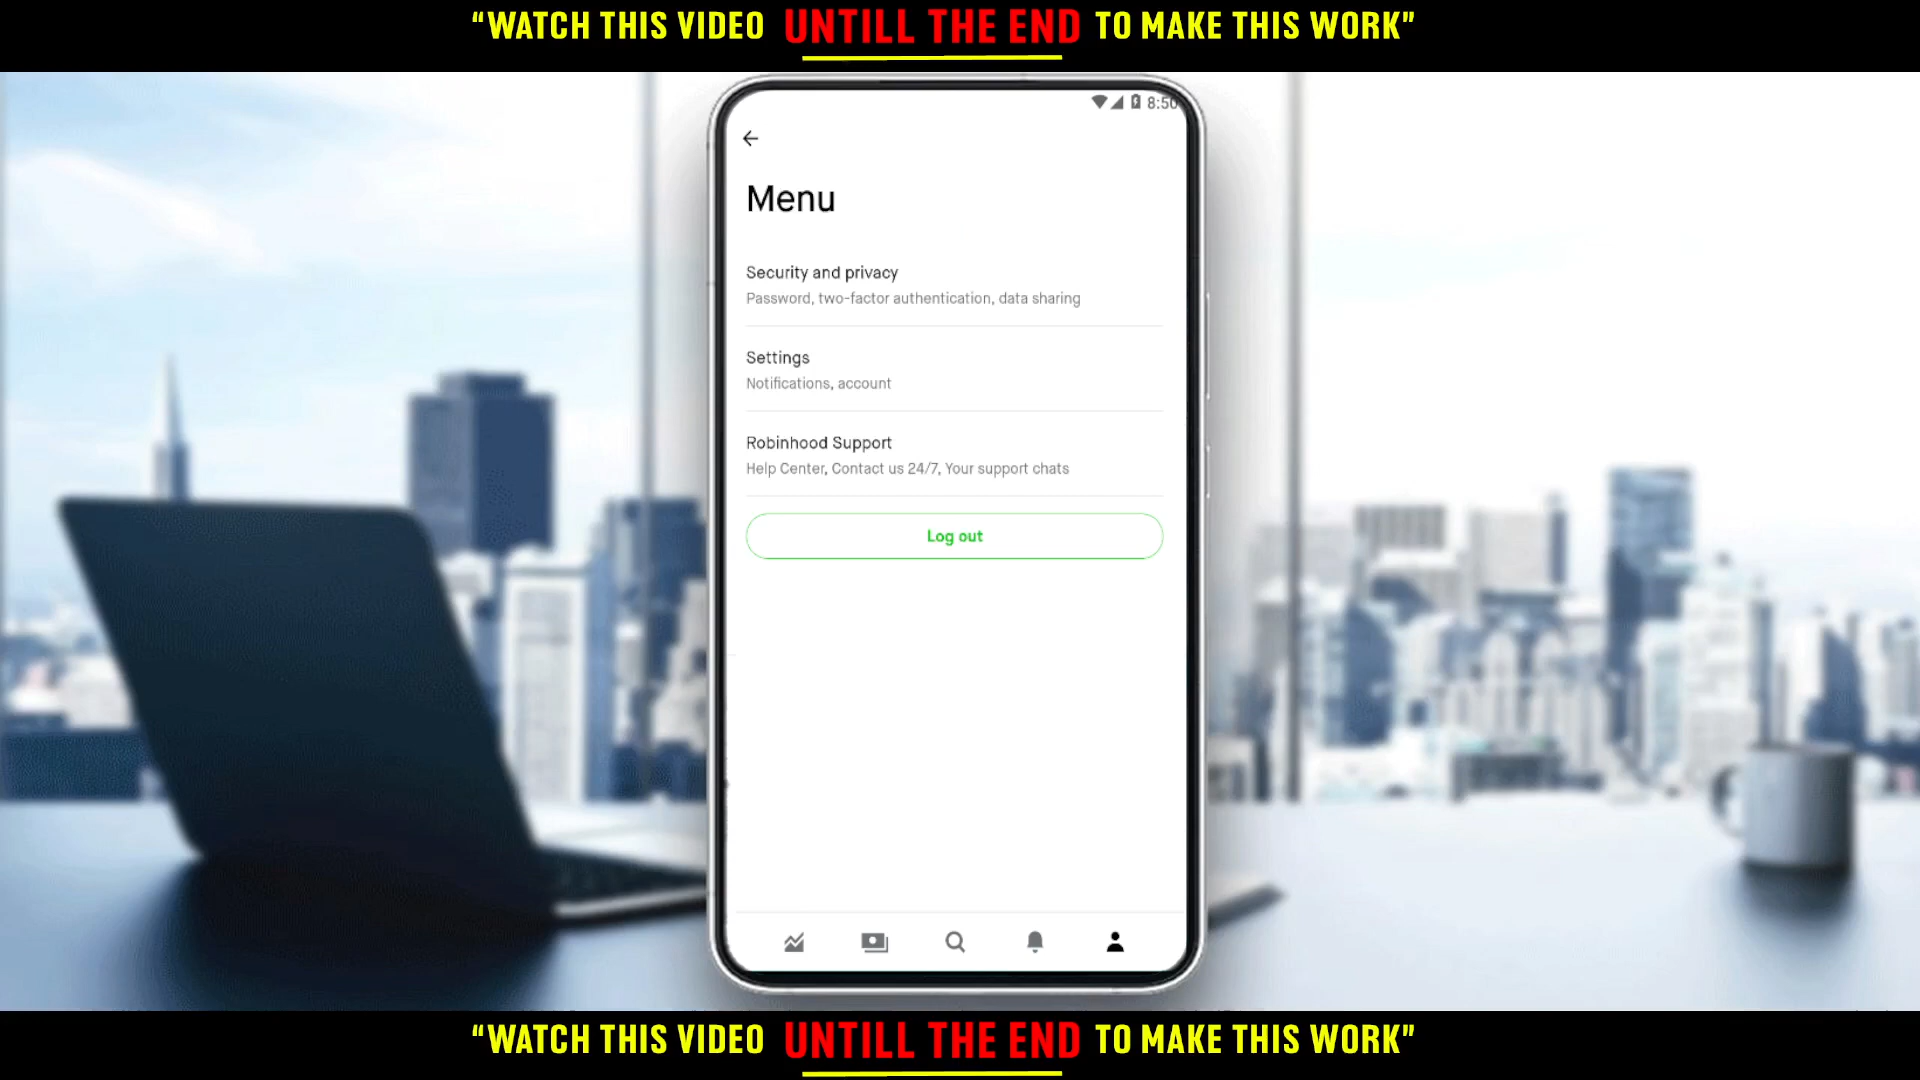 “WATCH THIS VIDEO UNTILL THE END TO MAKE THIS WORK”
8:50
Menu
Security and privacy
Password, two-factor authentication, data sharing
Settings
Notifications, account
Robinhood Support
Help Center, Contact us 24/7, Your support chats
Log out
“WATCH THIS VIDEO UNTILL THE END TO MAKE THIS WORK”